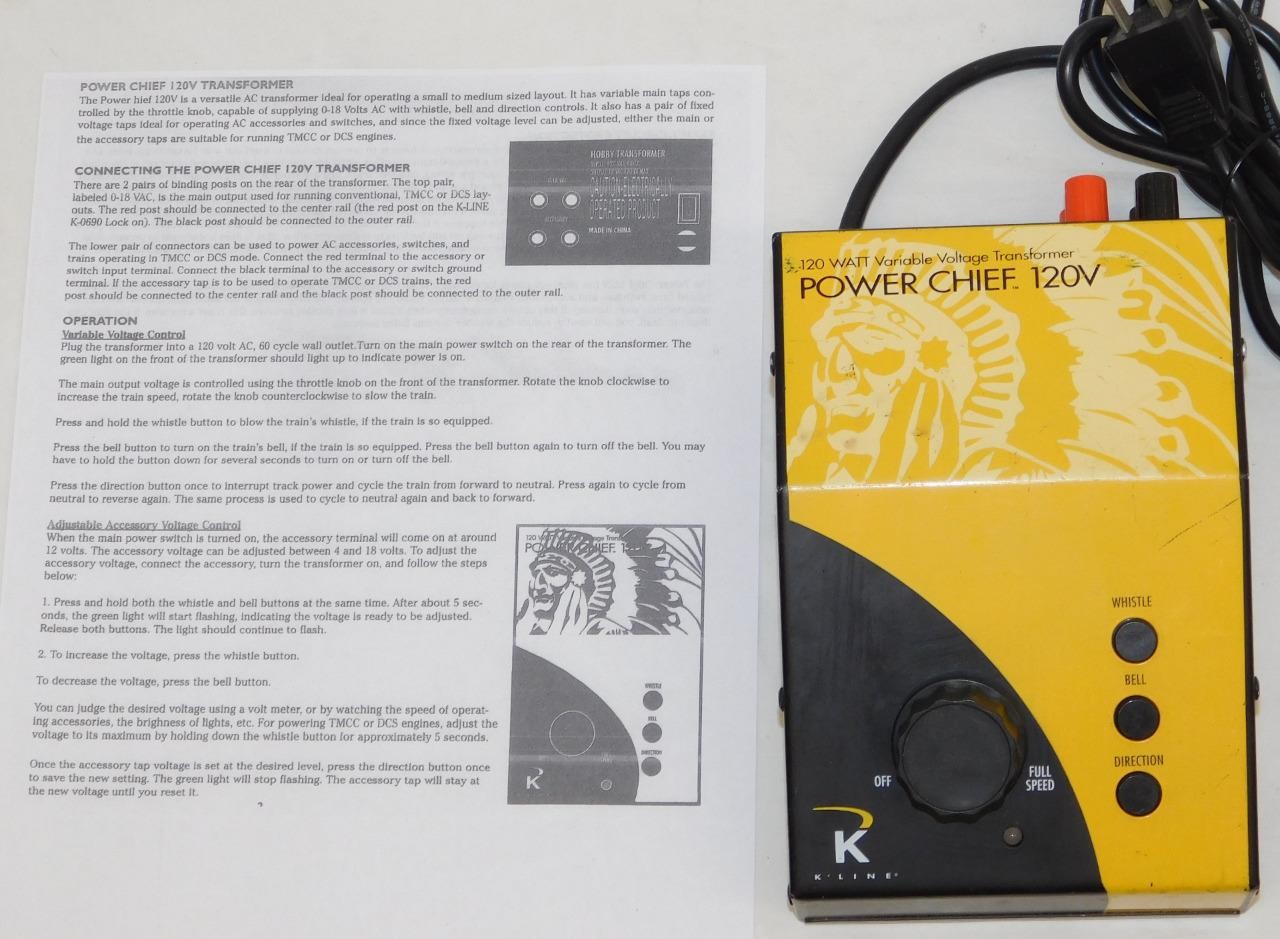 POWER CHIEF 120V TRANSFORMER
The Power hief 120V is a versatile AC transformer ideal for operating a small to medium sized layout. It has variable main taps con-
trolled by the throttle knob, capable of supplying 0-18 Volts AC with whistle, bell and direction controls. It also has a pair of fixed
voltage taps ideal for operating AC accessories and switches, and since the fixed voltage level can be adjusted, either the main or
the accessory taps are suitable for running TMCC or DCS engines.
CONNECTING THE POWER CHIEF 120V TRANSFORMER
There are 2 pairs of binding posts on the rear of the transformer. The top pair,
labeled 0-18 VAC, is the main output used for running conventional, TMCC or DCS lay-
outs. The red post should be connected to the center rail (the red post on the K-LINE
K-0690 Lock on). The black post should be connected to the outer rail.
The lower pair of connectors can be used to power AC accessories, switches, and
trains operating in TMCC or DCS mode. Connect the red terminal to the accessory or
switch input terminal. Connect the black terminal to the accessory or switch ground
terminal. If the accessory tap is to be used to operate TMCC or DCS trains, the red
post should be connected to the center rail and the black post should be connected to the outer rail.
HOBBY TRANSFORMER
CAUTION-ELECTRICALLY
OPERATED PRODUCT
ACCESSORY
MADE IN CHINA
OPERATION
Variable Voltage Control
Plug the transformer into a 120 volt AC, 60 cycle wall outlet.Turn on the main power switch on the rear of the transformer. The
green light on the front of the transformer should light up to indicate power is on.
The main output voltage is controlled using the throttle knob on the front of the transformer. Rotate the knob clockwise to
increase the train speed, rotate the knob counterclockwise to slow the train.
Press and hold the whistle button to blow the train's whistle, if the train is so equipped.
Press the bell button to turn on the train's bell, if the train is so equipped. Press the bell button again to turn off the bell. You may
have to hold the button down for several seconds to turn on or turn off the bell.
Press the direction button once to interrupt track power and cycle the train from forward to neutral. Press again to cycle from
neutral to reverse again. The same process is used to cycle to neutral again and back to forward.
Adjustable Accessory Voltage Control
When the main power switch is turned on, the accessory terminal will come on at around
12 volts. The accessory voltage can be adjusted between 4 and 18 volts. To adjust the
accessory voltage, connect the accessory, turn the transformer on, and follow the steps
below:
1. Press and hold both the whistle and bell buttons at the same time. After about 5 sec-
onds, the green light will start flashing, indicating the voltage is ready to be adjusted.
Release both buttons. The light should continue to flash.
2. To increase the voltage, press the whistle button.
To decrease the voltage, press the bell button.
You can judge the desired voltage using a volt meter, or by watching the speed of operat-
ing accessories, the brighness of lights, etc. For powering TMCC or DCS engines, adjust the
voltage to its maximum by holding down the whistle button for approximately 5 seconds.
Once the accessory tap voltage is set at the desired level, press the direction button once
to save the new setting. The green light will stop flashing. The accessory tap will stay at
the new voltage until you reset it.
120 WATT Variable Voltage
POWER CHIEF
WHISTLE
BELL
DIRECTION
K
120 WATT Variable Voltage Transformer
POWER CHIEF™ 120V
WHISTLE
BELL
DIRECTION
OFF
FULL
SPEED
K
K·LINE®